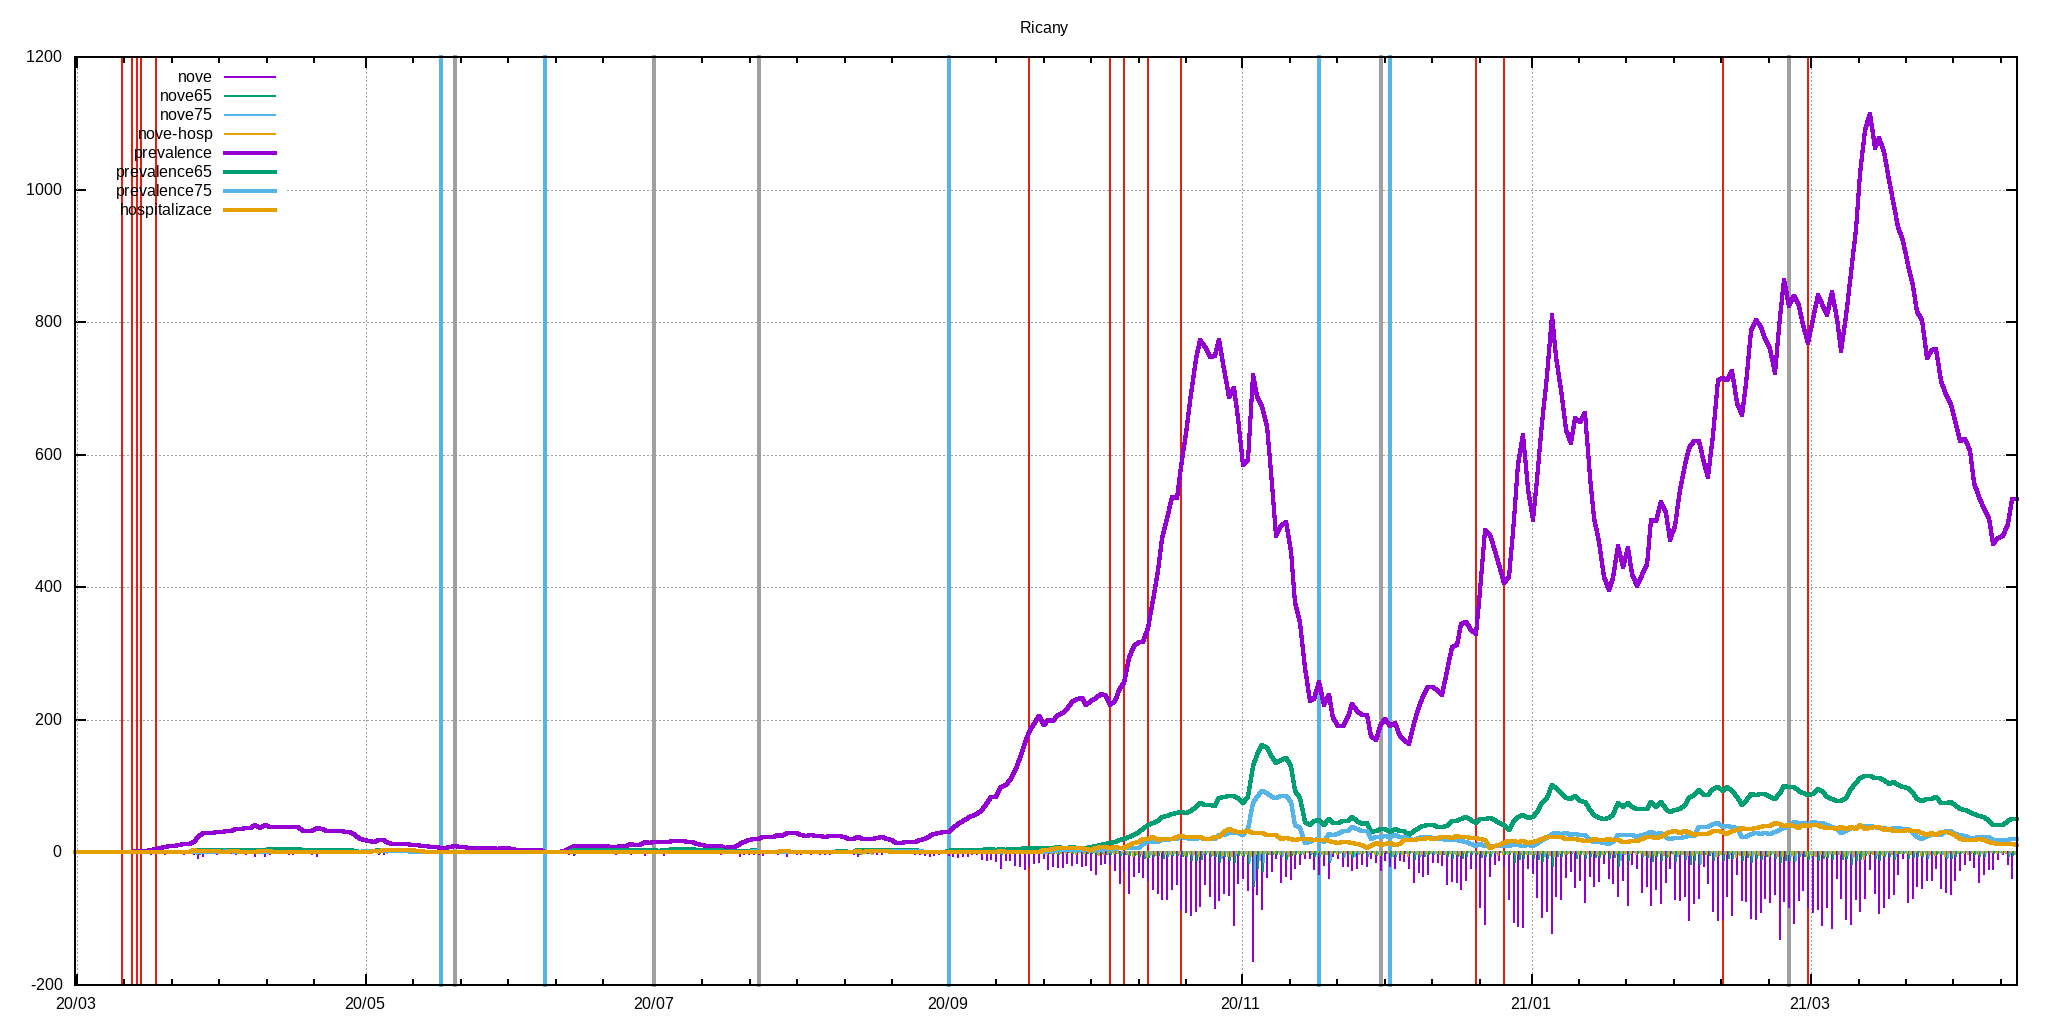 Ricany
1200
nove
nove65
nove75
nove-hosp
prevalence
prevalence65
prevalence75
hospitalizace
1000
800
600
400
200
0
-200
20/03 20/05 20/07 20/09 20/11 21/01 21/03